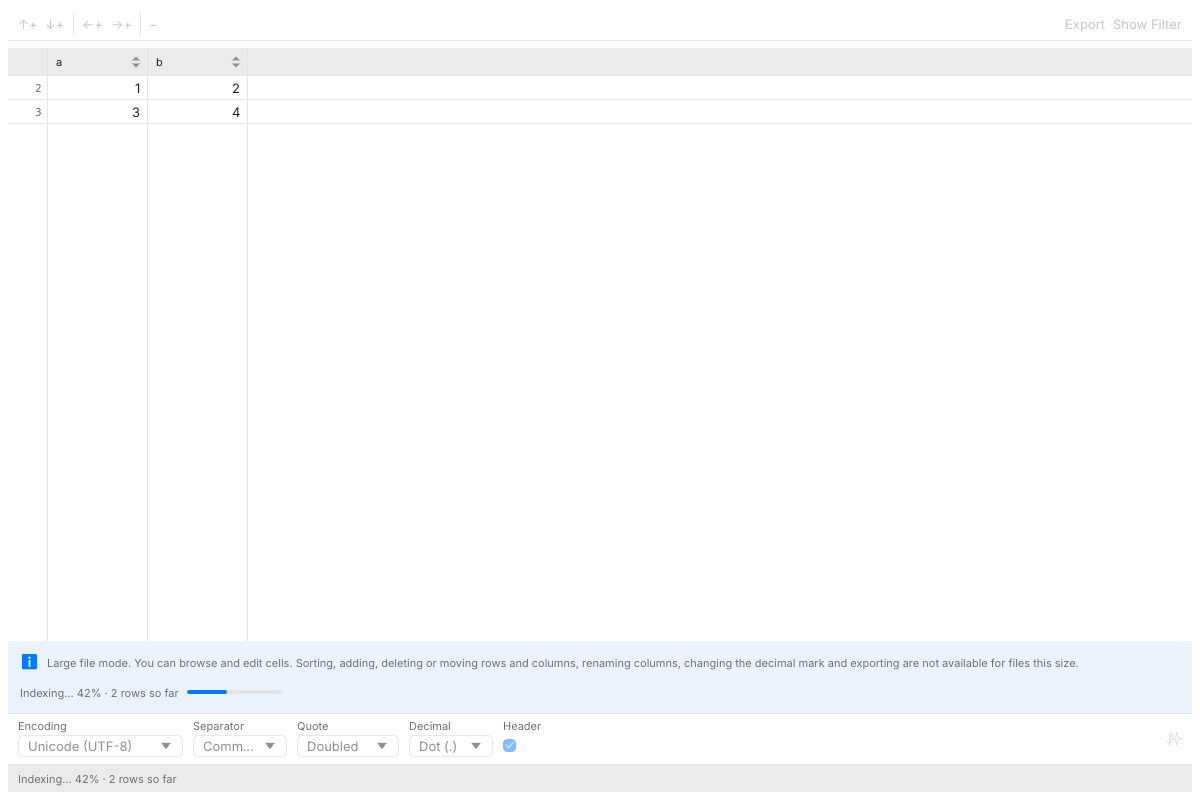 ↑+ ↓+ ←+ →+ − Export Show Filter
a b
2 1 2
3 3 4
Large file mode. You can browse and edit cells. Sorting, adding, deleting or moving rows and columns, renaming columns, changing the decimal mark and exporting are not available for files this size.
Indexing... 42% · 2 rows so far
Encoding Separator Quote Decimal Header
Unicode (UTF-8) Comm... Doubled Dot (.)
Indexing... 42% · 2 rows so far